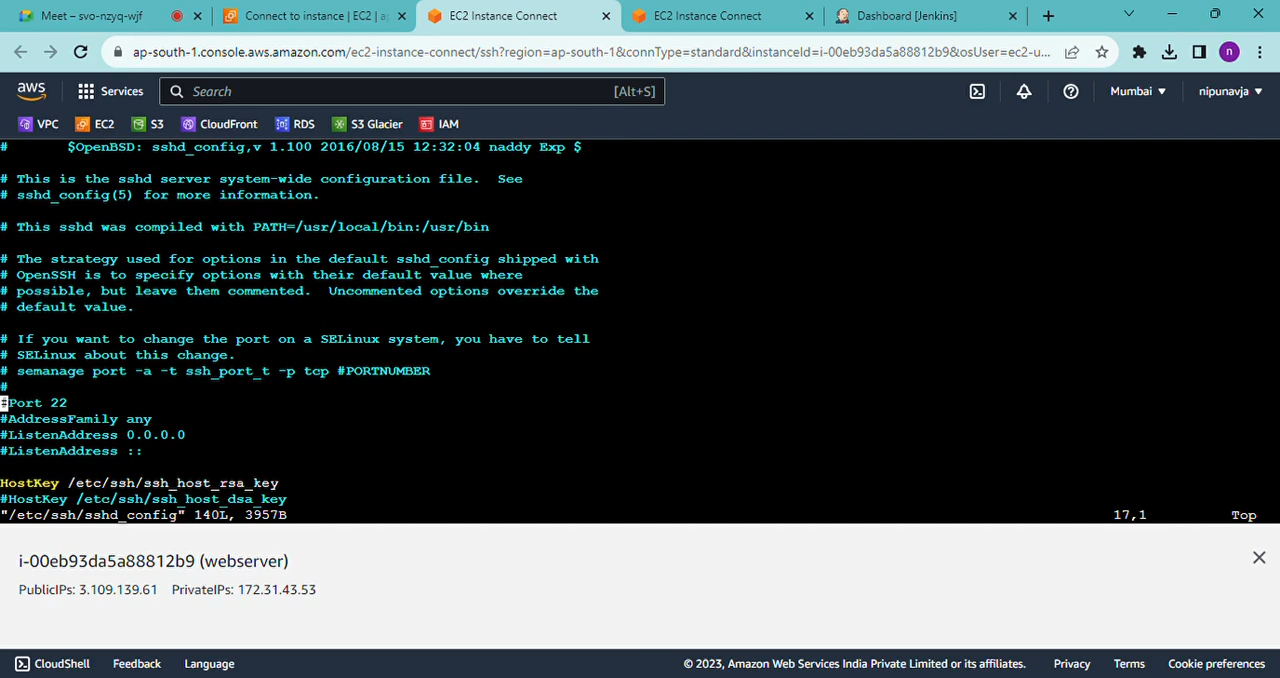 Meet – svo-nzyq-wjf
Connect to instance | EC2 | a
EC2 Instance Connect
EC2 Instance Connect
Dashboard [Jenkins]
ap-south-1.console.aws.amazon.com/ec2-instance-connect/ssh?region=ap-south-1&connType=standard&instanceId=i-00eb93da5a88812b9&osUser=ec2-u...
n
aws
Services
Search
[Alt+S]
Mumbai
nipunavja
VPC
EC2
S3
CloudFront
RDS
S3 Glacier
IAM
#       $OpenBSD: sshd_config,v 1.100 2016/08/15 12:32:04 naddy Exp $
# This is the sshd server system-wide configuration file.  See
# sshd_config(5) for more information.
# This sshd was compiled with PATH=/usr/local/bin:/usr/bin
# The strategy used for options in the default sshd_config shipped with
# OpenSSH is to specify options with their default value where
# possible, but leave them commented.  Uncommented options override the
# default value.
# If you want to change the port on a SELinux system, you have to tell
# SELinux about this change.
# semanage port -a -t ssh_port_t -p tcp #PORTNUMBER
#
#Port 22
#AddressFamily any
#ListenAddress 0.0.0.0
#ListenAddress ::
HostKey /etc/ssh/ssh_host_rsa_key
#HostKey /etc/ssh/ssh_host_dsa_key
"/etc/ssh/sshd_config" 140L, 3957B
17,1
Top
i-00eb93da5a88812b9 (webserver)
PublicIPs: 3.109.139.61    PrivateIPs: 172.31.43.53
CloudShell
Feedback
Language
© 2023, Amazon Web Services India Private Limited or its affiliates.
Privacy
Terms
Cookie preferences